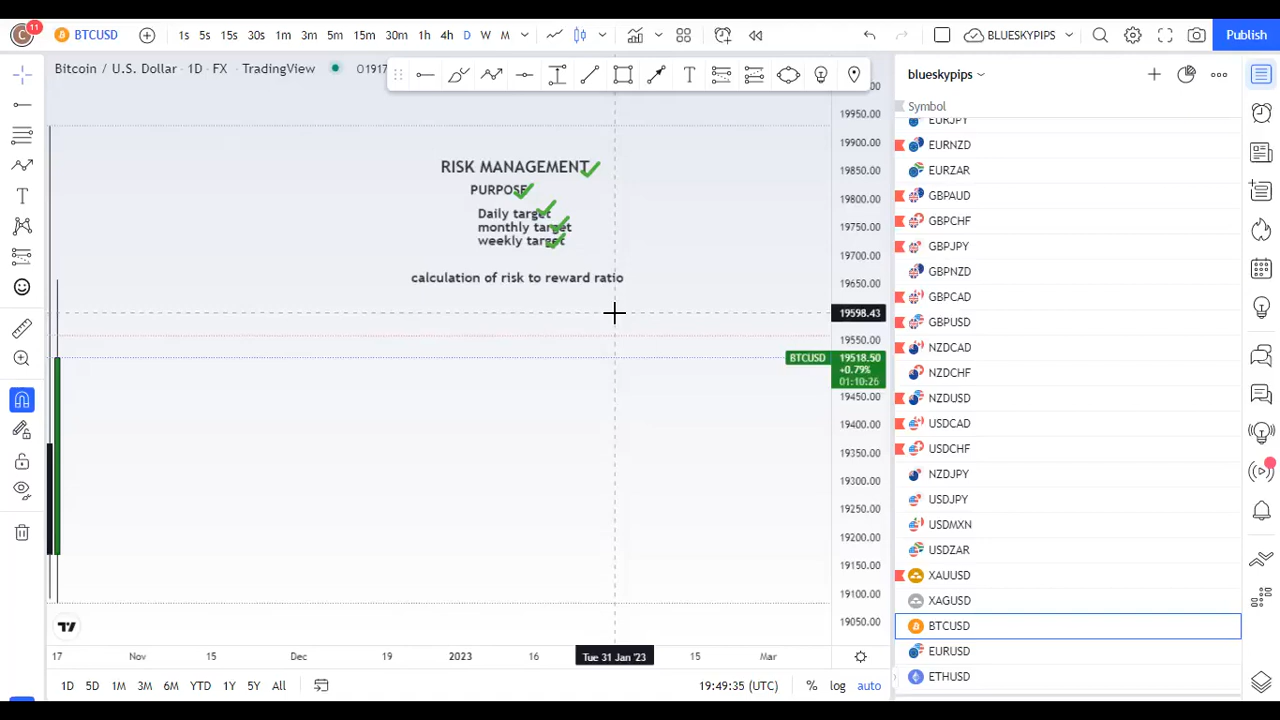 C 11 BTCUSD 1s 5s 15s 30s 1m 3m 5m 15m 30m 1h 4h D W M BLUESKYPIPS Publish
Bitcoin / U.S. Dollar · 1D · FX · TradingView 01917
blueskypips
Symbol
RISK MANAGEMENT
PURPOSE
Daily target
monthly target
weekly target
calculation of risk to reward ratio
19950.00
19900.00
19850.00
19800.00
19750.00
19700.00
19650.00
19598.43
19550.00
BTCUSD 19518.50
+0.79%
01:10:26
19450.00
19400.00
19350.00
19300.00
19250.00
19200.00
19150.00
19100.00
19050.00
EURJPY
EURNZD
EURZAR
GBPAUD
GBPCHF
GBPJPY
GBPNZD
GBPCAD
GBPUSD
NZDCAD
NZDCHF
NZDUSD
USDCAD
USDCHF
NZDJPY
USDJPY
USDMXN
USDZAR
XAUUSD
XAGUSD
BTCUSD
EURUSD
ETHUSD
17 Nov 15 Dec 19 2023 16 Tue 31 Jan '23 15 Mar
1D 5D 1M 3M 6M YTD 1Y 5Y All 19:49:35 (UTC) % log auto